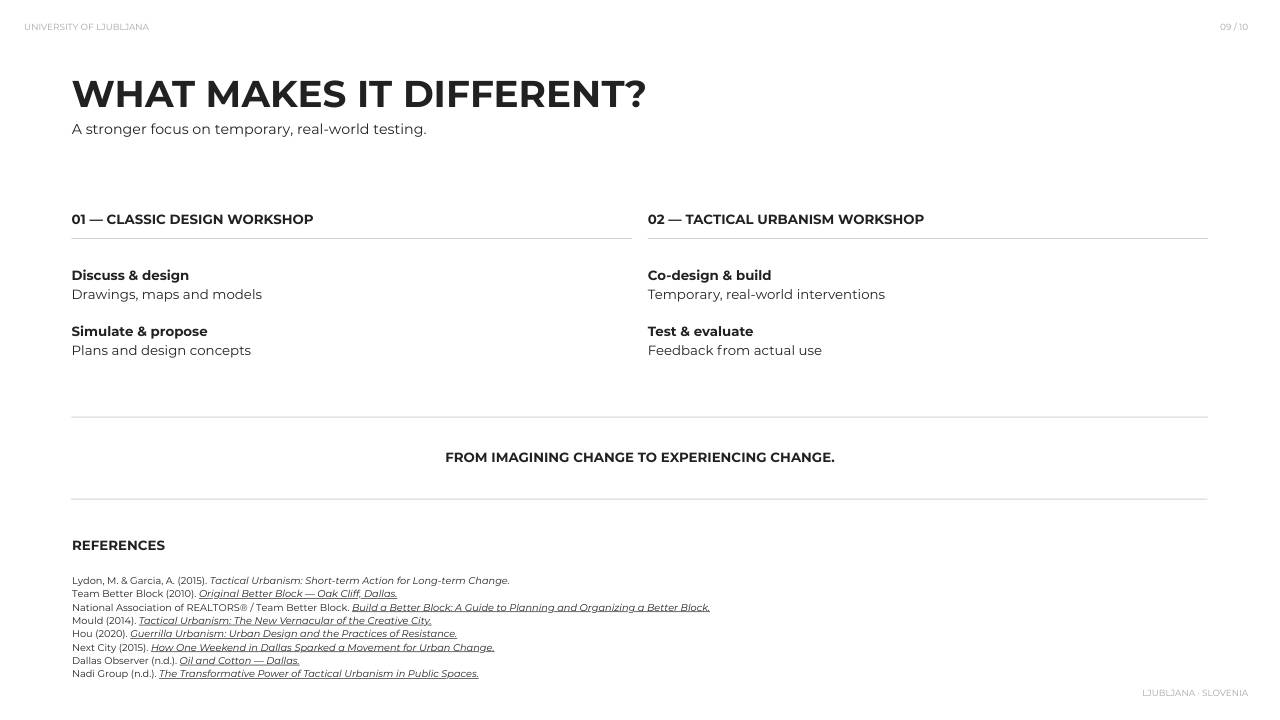 UNIVERSITY OF LJUBLJANA
09 / 10
WHAT MAKES IT DIFFERENT?
A stronger focus on temporary, real-world testing.
01 — CLASSIC DESIGN WORKSHOP
Discuss & design
Drawings, maps and models
Simulate & propose
Plans and design concepts
02 — TACTICAL URBANISM WORKSHOP
Co-design & build
Temporary, real-world interventions
Test & evaluate
Feedback from actual use
FROM IMAGINING CHANGE TO EXPERIENCING CHANGE.
REFERENCES
Lydon, M. & Garcia, A. (2015). Tactical Urbanism: Short-term Action for Long-term Change.
Team Better Block (2010). Original Better Block — Oak Cliff, Dallas.
National Association of REALTORS® / Team Better Block. Build a Better Block: A Guide to Planning and Organizing a Better Block.
Mould (2014). Tactical Urbanism: The New Vernacular of the Creative City.
Hou (2020). Guerrilla Urbanism: Urban Design and the Practices of Resistance.
Next City (2015). How One Weekend in Dallas Sparked a Movement for Urban Change.
Dallas Observer (n.d.). Oil and Cotton — Dallas.
Nadi Group (n.d.). The Transformative Power of Tactical Urbanism in Public Spaces.
LJUBLJANA · SLOVENIA